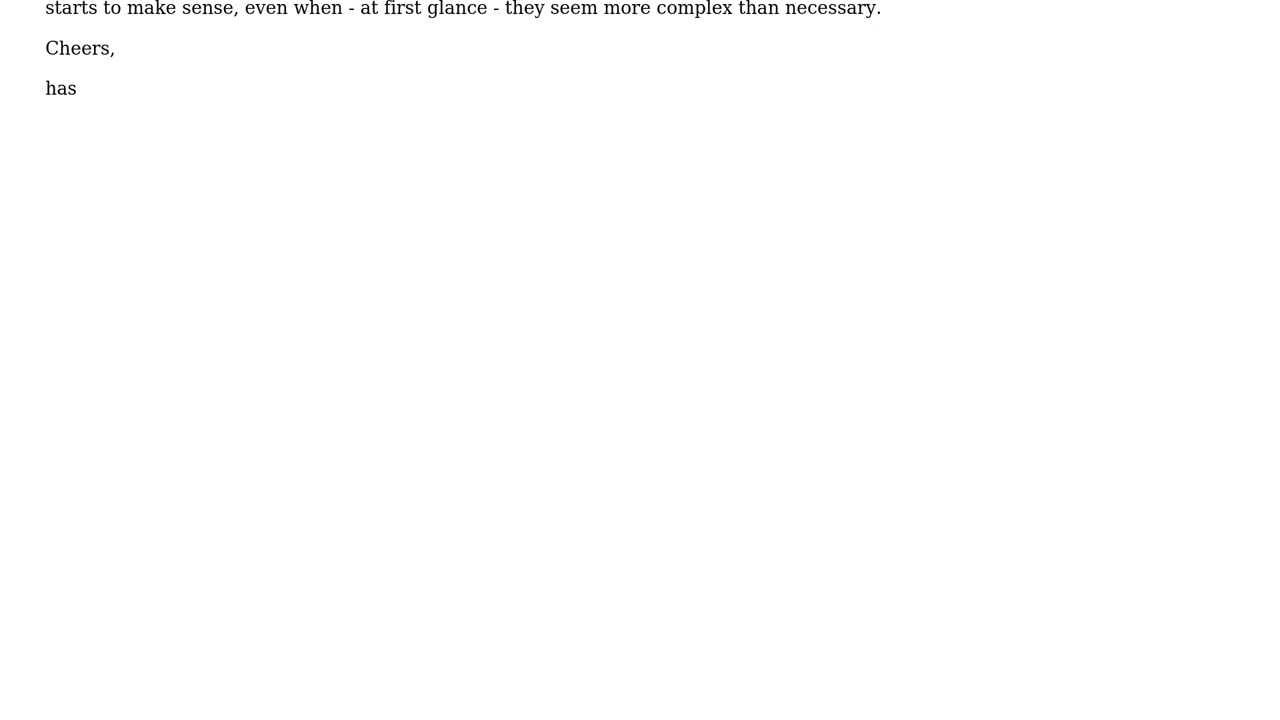 starts to make sense, even when - at first glance - they seem more complex than necessary.
Cheers,
has